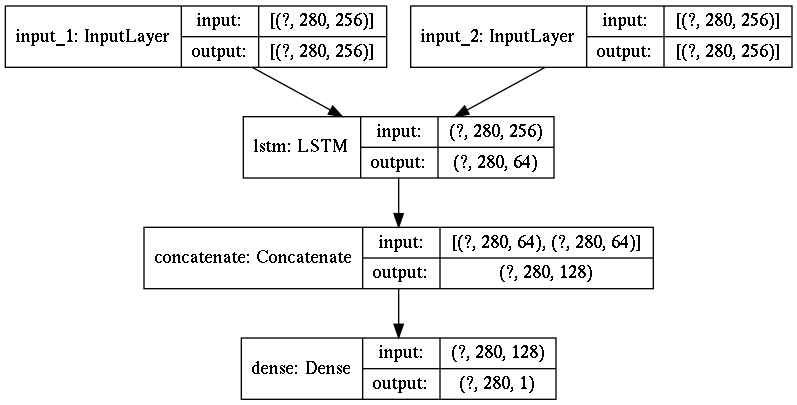 input_1: InputLayer
input: [(?, 280, 256)]
output: [(?, 280, 256)]
input_2: InputLayer
input: [(?, 280, 256)]
output: [(?, 280, 256)]
lstm: LSTM
input: (?, 280, 256)
output: (?, 280, 64)
concatenate: Concatenate
input: [(?, 280, 64), (?, 280, 64)]
output: (?, 280, 128)
dense: Dense
input: (?, 280, 128)
output: (?, 280, 1)